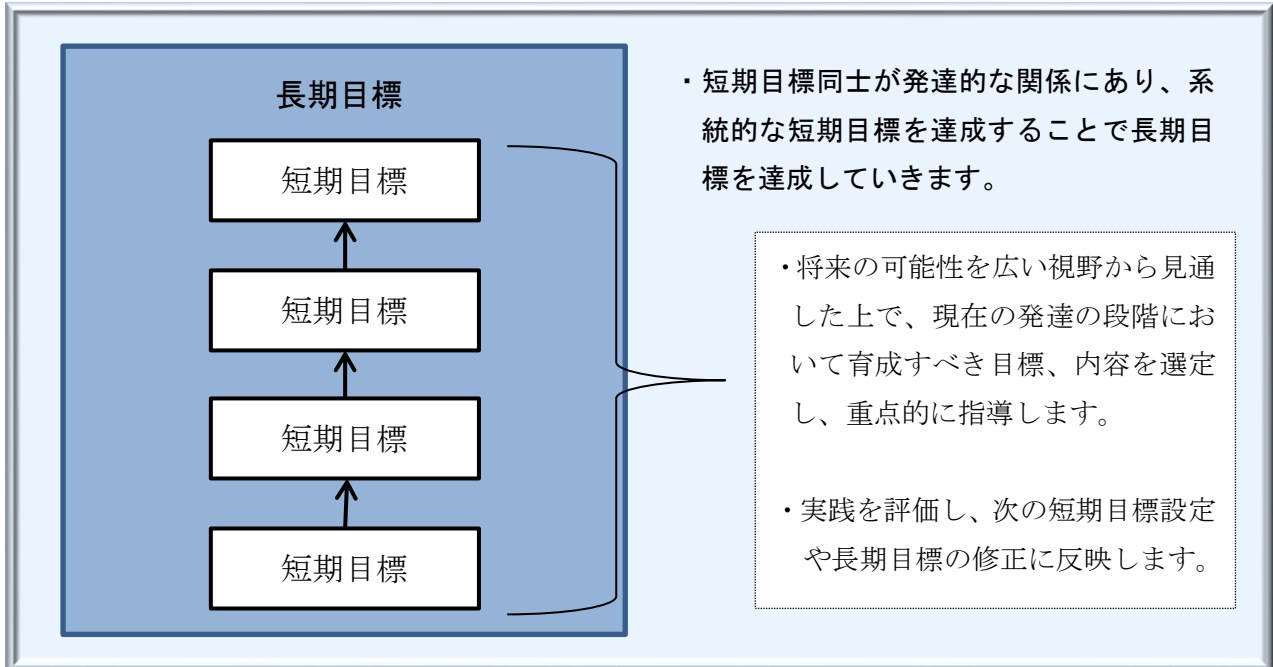 長期目標
短期目標
短期目標
短期目標
短期目標
・短期目標同士が発達的な関係にあり、系
統的な短期目標を達成することで長期目
標を達成していきます。
・将来の可能性を広い視野から見通
した上で、現在の発達の段階にお
いて育成すべき目標、内容を選定
し、重点的に指導します。
・実践を評価し、次の短期目標設定
や長期目標の修正に反映します。